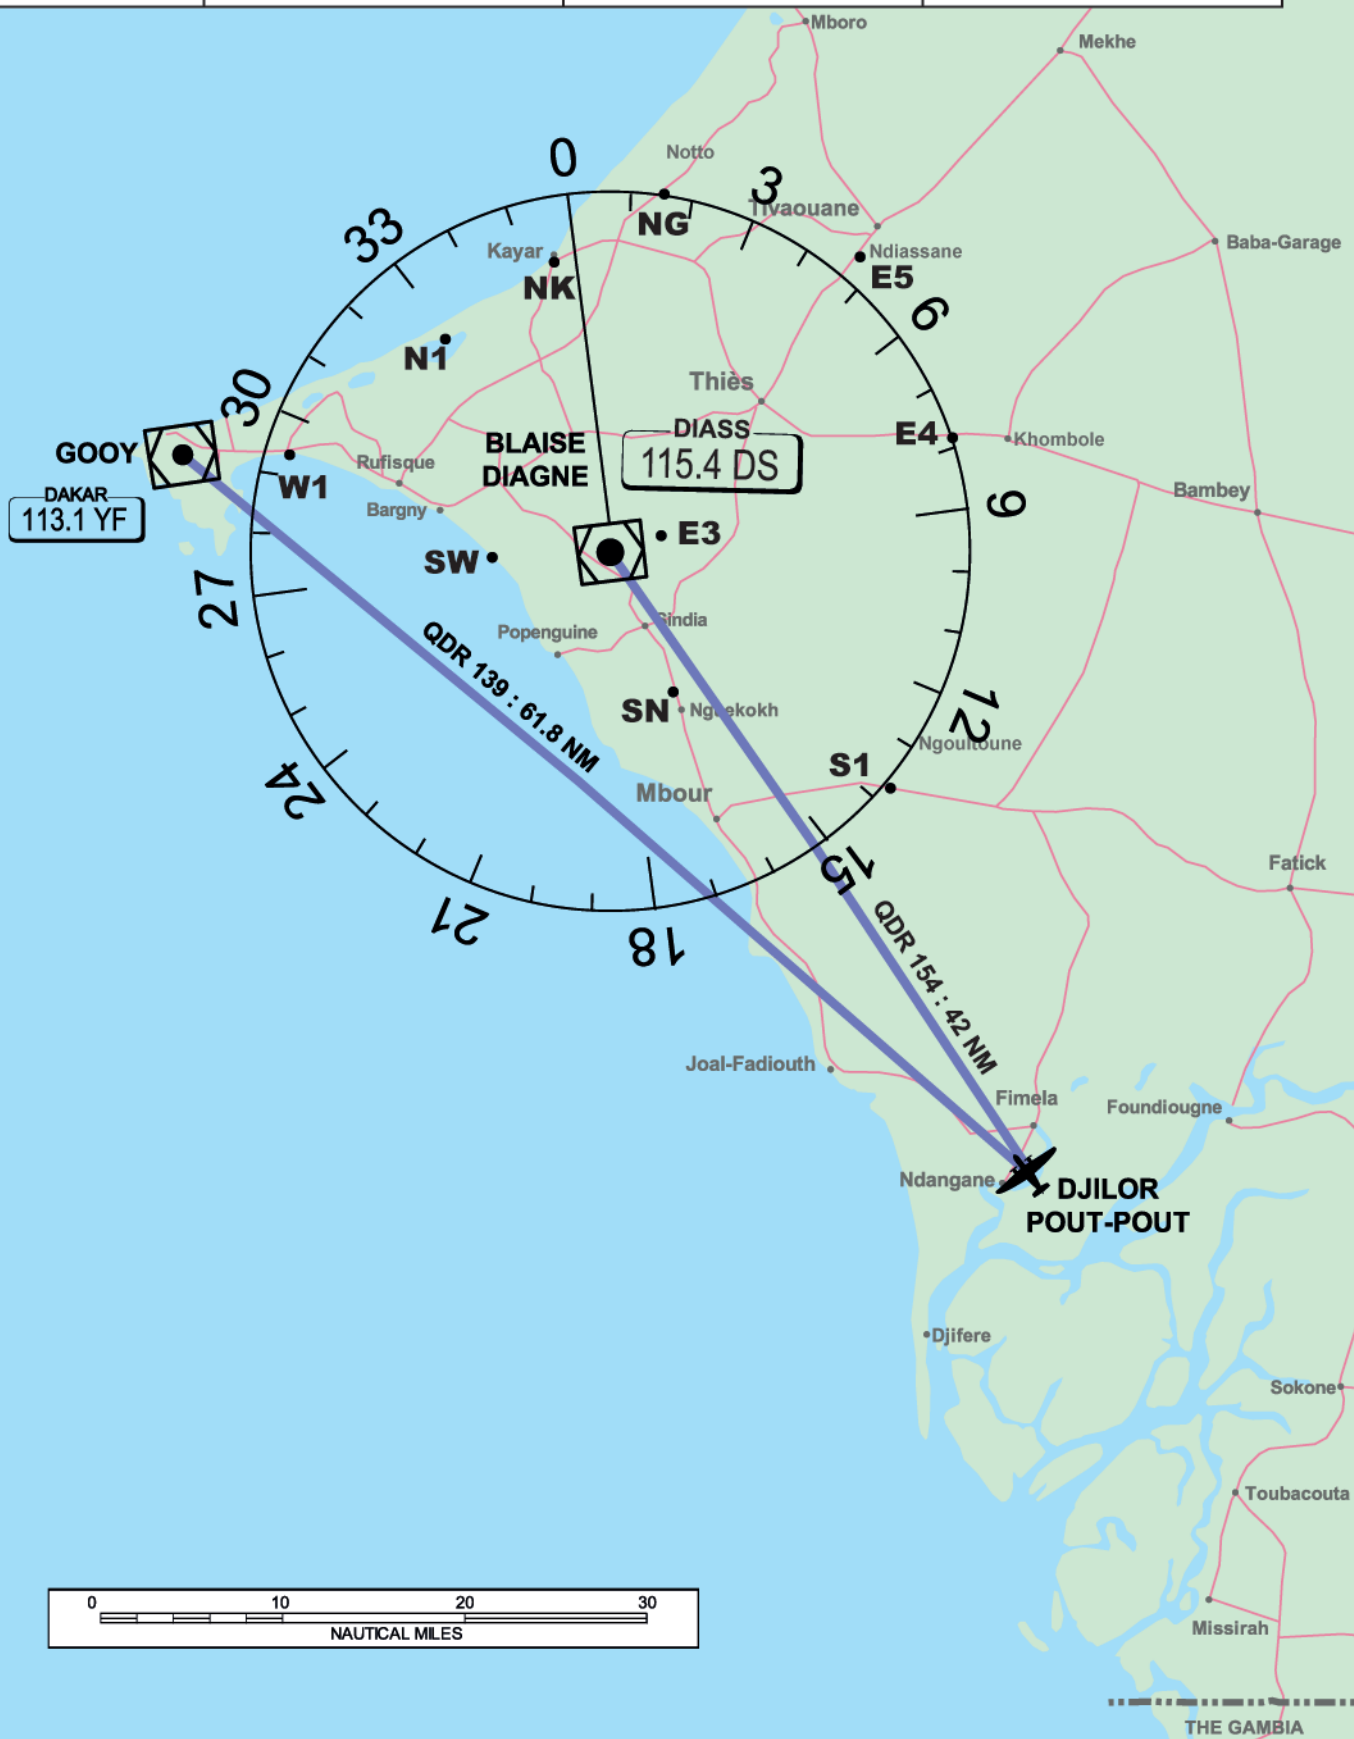 Mboro
Mekhe
Notto
0
3
Tivaouane
33
NG
Kayar
Ndiassane
Baba-Garage
NK
E5
6
N1
30
Thiès
E4
Khombole
GOOY
BLAISE
DIAGNE
DIASS
115.4 DS
Rufisque
W1
Bambey
DAKAR
113.1 YF
Bargny
9
E3
SW
27
Sindia
Popenguine
QDR 139 : 61.8 NM
SN
Nguekokh
12
Ngoultoune
S1
24
Mbour
15
Fatick
21
18
QDR 154 : 42 NM
Joal-Fadiouth
Fimela
Foundiougne
Ndangane
DJILOR
POUT-POUT
Djifere
Sokone
Toubacouta
0 10 20 30
NAUTICAL MILES
Missirah
THE GAMBIA